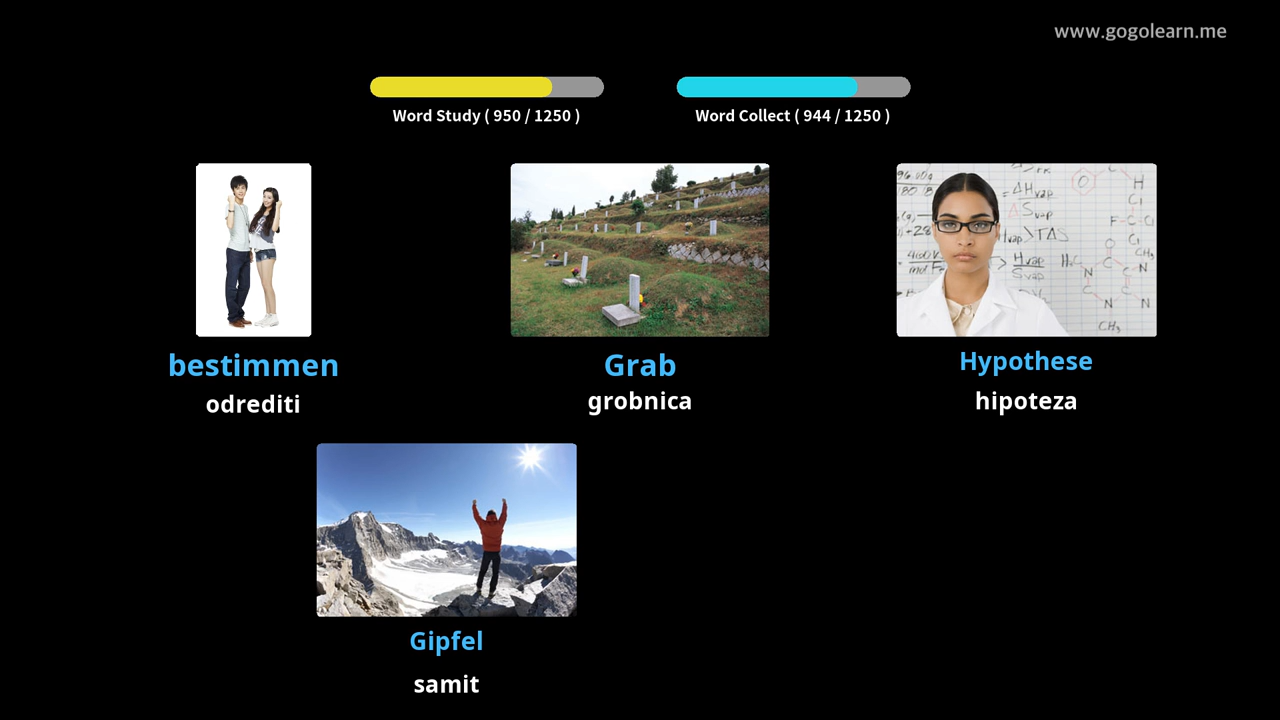 www.gogolearn.me
Word Study ( 950 / 1250 )
Word Collect ( 944 / 1250 )
bestimmen
odrediti
Grab
grobnica
Hypothese
hipoteza
Gipfel
samit